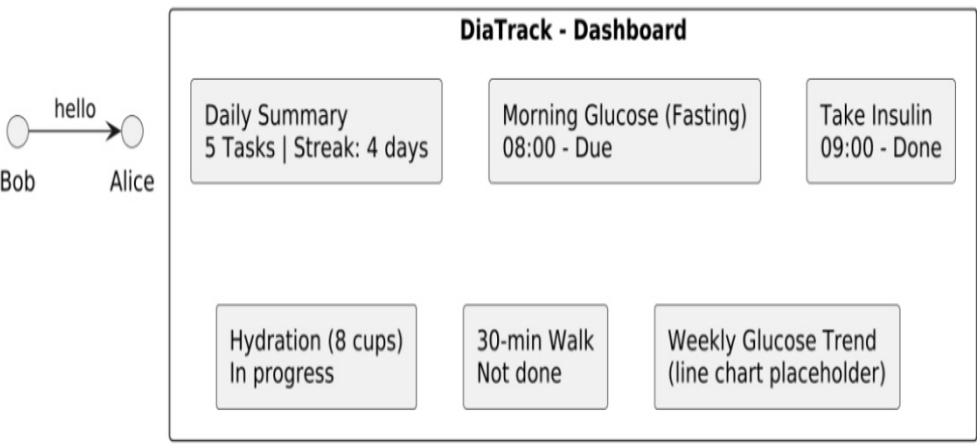 DiaTrack - Dashboard
hello
Bob
Alice
Daily Summary
5 Tasks | Streak: 4 days
Morning Glucose (Fasting)
08:00 - Due
Take Insulin
09:00 - Done
Hydration (8 cups)
In progress
30-min Walk
Not done
Weekly Glucose Trend
(line chart placeholder)